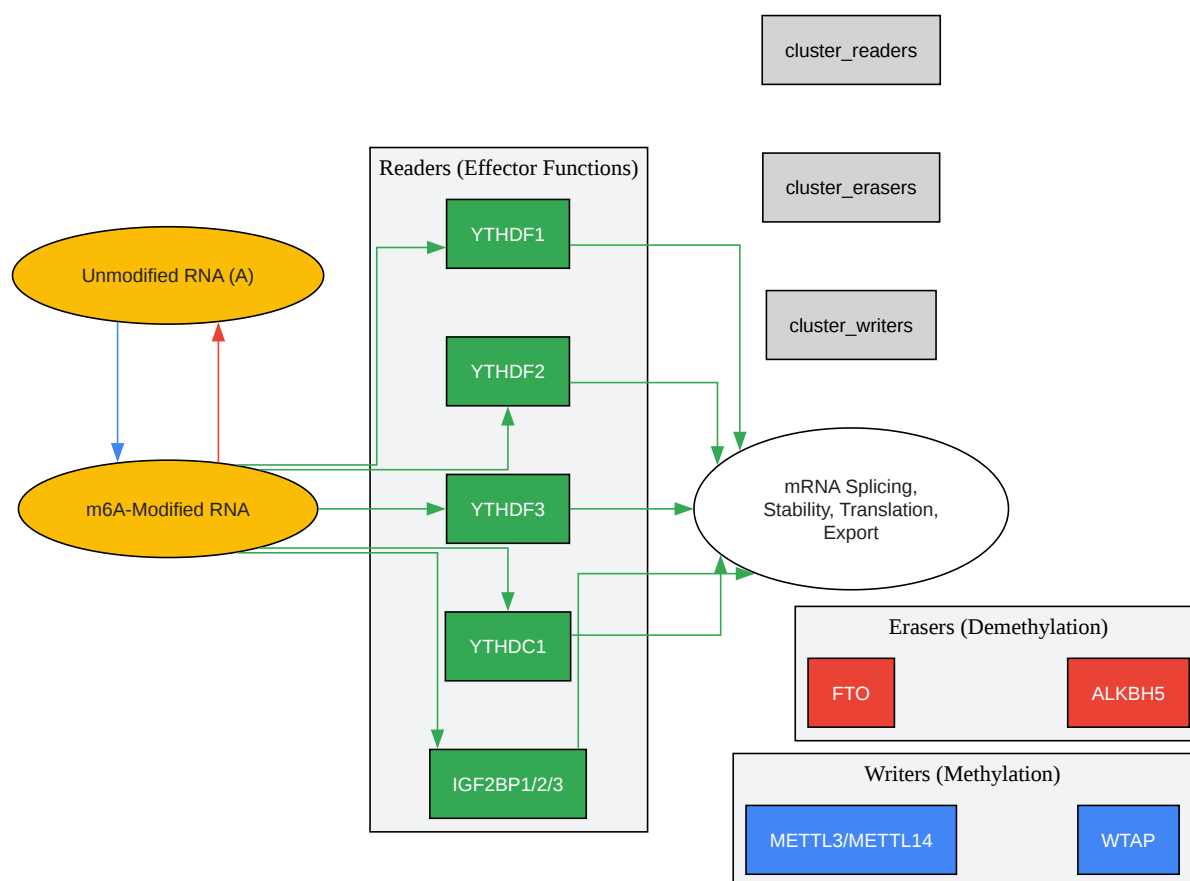 cluster_readers
Readers (Effector Functions)
cluster_erasers
YTHDF1
Unmodified RNA (A)
cluster_writers
YTHDF2
m6A-Modified RNA
YTHDF3
mRNA Splicing,
Stability, Translation,
Export
YTHDC1
Erasers (Demethylation)
FTO
ALKBH5
IGF2BP1/2/3
Writers (Methylation)
METTL3/METTL14
WTAP